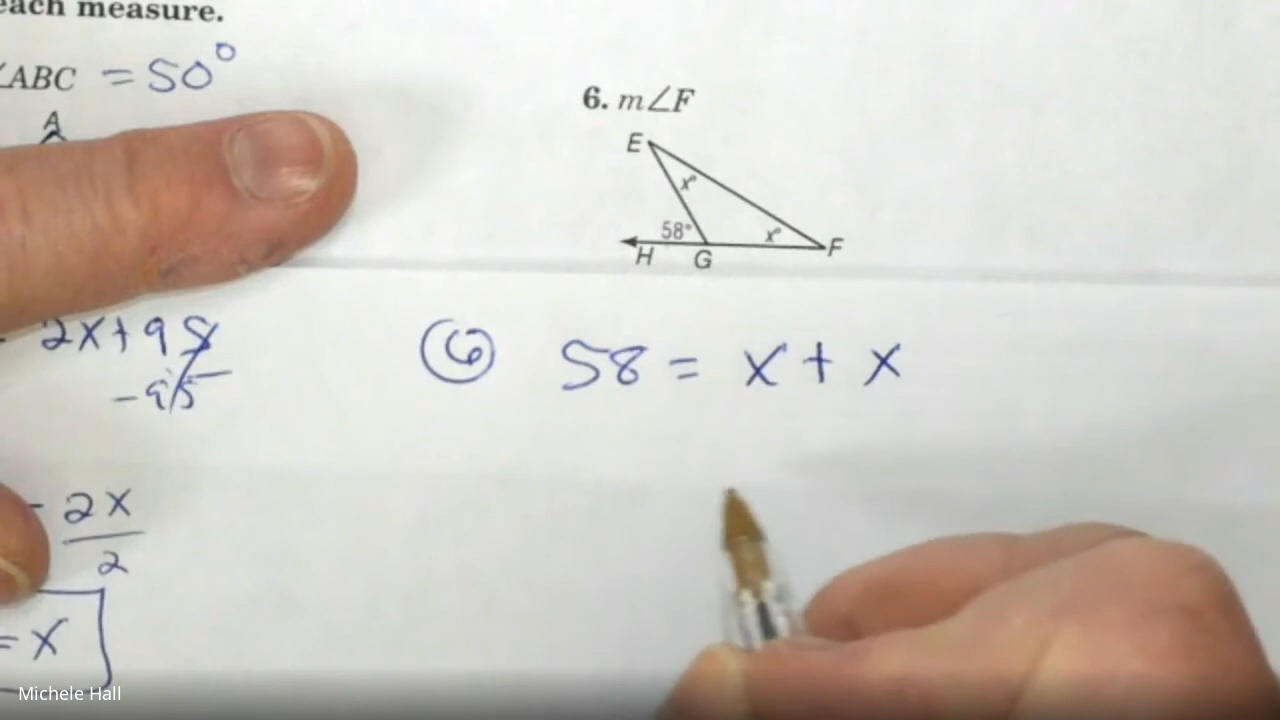 each measure.
∠ABC = 50°
A
6. m∠F
E
x°
58°
x°
H
G
F
2x+95
-95
⑥ 58 = x + x
2x
2
= x
Michele Hall